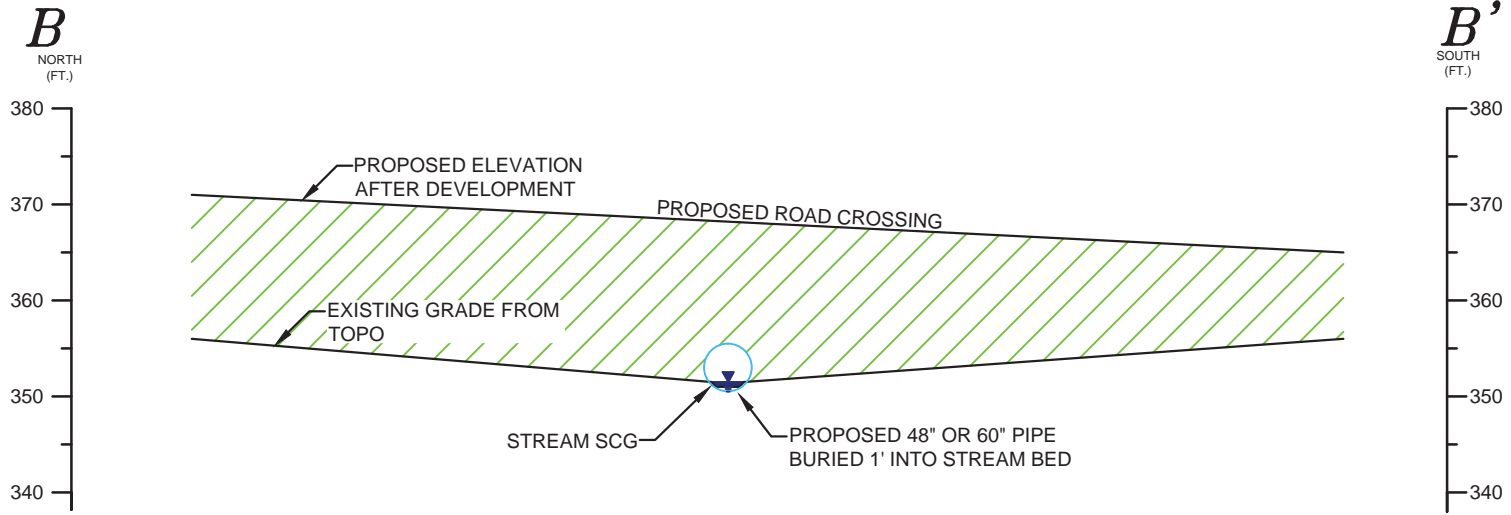 B
NORTH
(FT.)
B’
SOUTH
(FT.)
380
370
360
350
340
380
370
360
350
340
PROPOSED ELEVATION
AFTER DEVELOPMENT
PROPOSED ROAD CROSSING
EXISTING GRADE FROM
TOPO
STREAM SCG
PROPOSED 48" OR 60" PIPE
BURIED 1' INTO STREAM BED